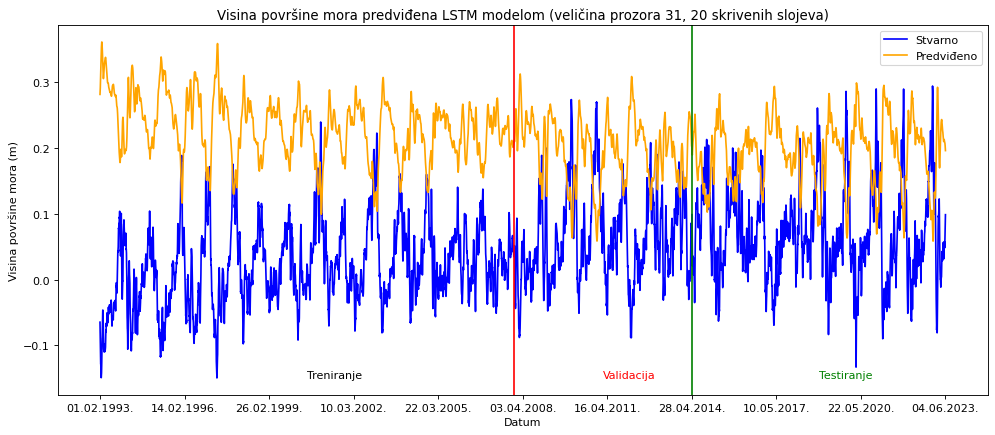 Visina površine mora predviđena LSTM modelom (veličina prozora 31, 20 skrivenih slojeva)
Stvarno
Predviđeno
Visina površine mora (m)
0.3
0.2
0.1
0.0
−0.1
Treniranje
Validacija
Testiranje
01.02.1993. 14.02.1996. 26.02.1999. 10.03.2002. 22.03.2005. 03.04.2008. 16.04.2011. 28.04.2014. 10.05.2017. 22.05.2020. 04.06.2023.
Datum